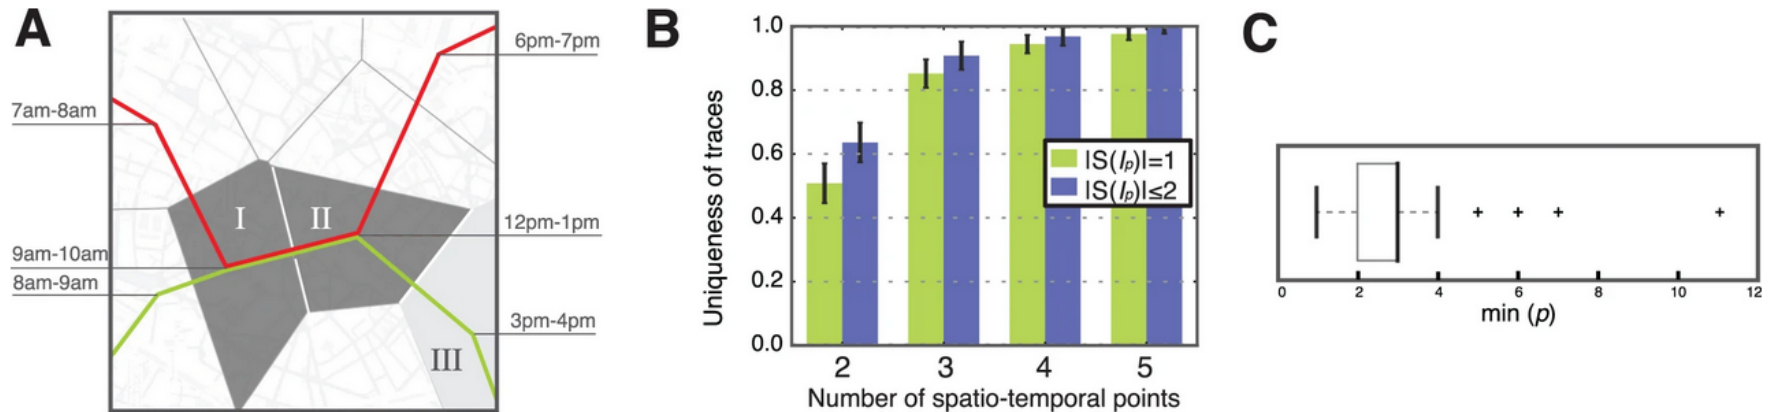 A
7am-8am
9am-10am
8am-9am
I
II
III
6pm-7pm
12pm-1pm
3pm-4pm
B
Uniqueness of traces
1.0
0.8
0.6
0.4
0.2
0.0
|S(Ip)|=1
|S(Ip)|≤2
2 3 4 5
Number of spatio-temporal points
C
0 2 4 6 8 10 12
min (p)